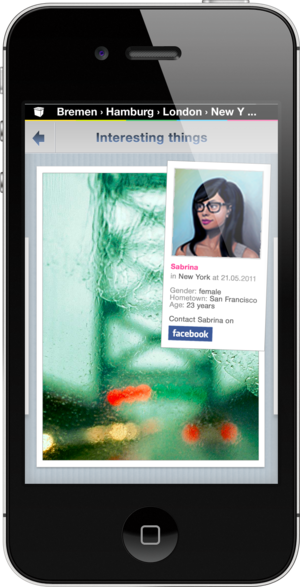 Bremen › Hamburg › London › New Y ...
Interesting things
Sabrina
in New York at 21.05.2011
Gender: female
Hometown: San Francisco
Age: 23 years
Contact Sabrina on
facebook